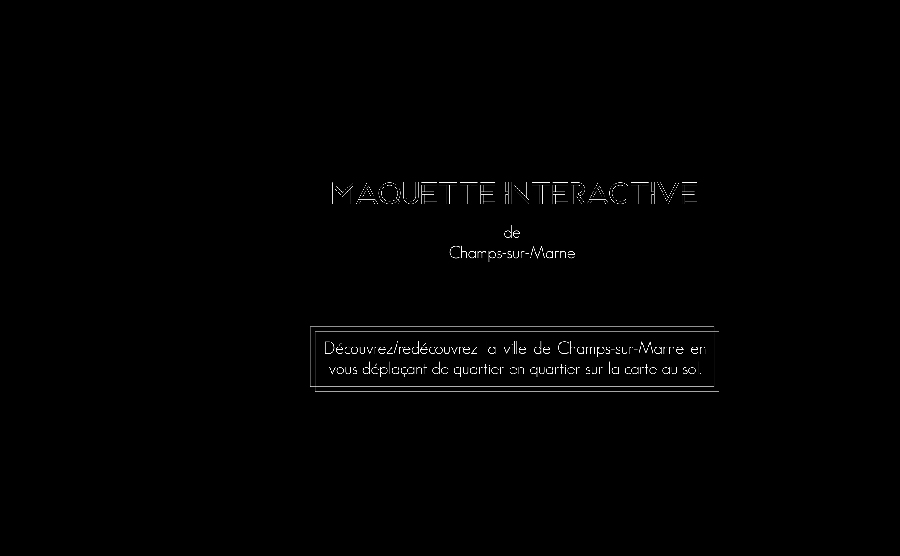 MAQUETTE INTERACTIVE
de
Champs-sur-Marne
Découvrez/redécouvrez la ville de Champs-sur-Marne en
vous déplaçant de quartier en quartier sur la carte au sol.